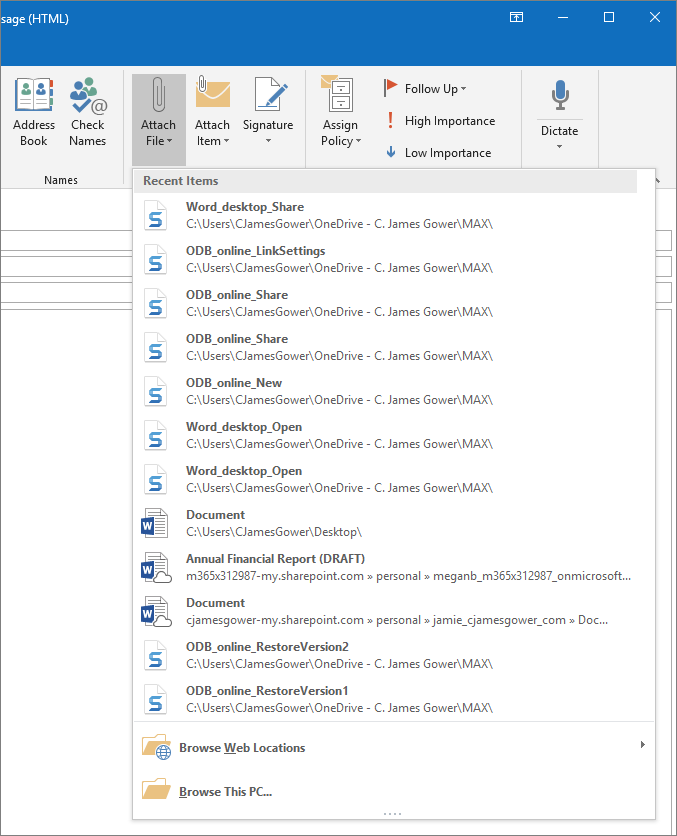 sage (HTML)
Address Book
Check Names
Names
Attach File
Attach Item
Signature
Assign Policy
Follow Up
High Importance
Low Importance
Dictate
Recent Items
Word_desktop_Share
C:\Users\CJamesGower\OneDrive - C. James Gower\MAX\
ODB_online_LinkSettings
C:\Users\CJamesGower\OneDrive - C. James Gower\MAX\
ODB_online_Share
C:\Users\CJamesGower\OneDrive - C. James Gower\MAX\
ODB_online_Share
C:\Users\CJamesGower\OneDrive - C. James Gower\MAX\
ODB_online_New
C:\Users\CJamesGower\OneDrive - C. James Gower\MAX\
Word_desktop_Open
C:\Users\CJamesGower\OneDrive - C. James Gower\MAX\
Word_desktop_Open
C:\Users\CJamesGower\OneDrive - C. James Gower\MAX\
Document
C:\Users\CJamesGower\Desktop\
Annual Financial Report (DRAFT)
m365x312987-my.sharepoint.com » personal » meganb_m365x312987_onmicrosoft...
Document
cjamesgower-my.sharepoint.com » personal » jamie_cjamesgower_com » Doc...
ODB_online_RestoreVersion2
C:\Users\CJamesGower\OneDrive - C. James Gower\MAX\
ODB_online_RestoreVersion1
C:\Users\CJamesGower\OneDrive - C. James Gower\MAX\
Browse Web Locations
Browse This PC...